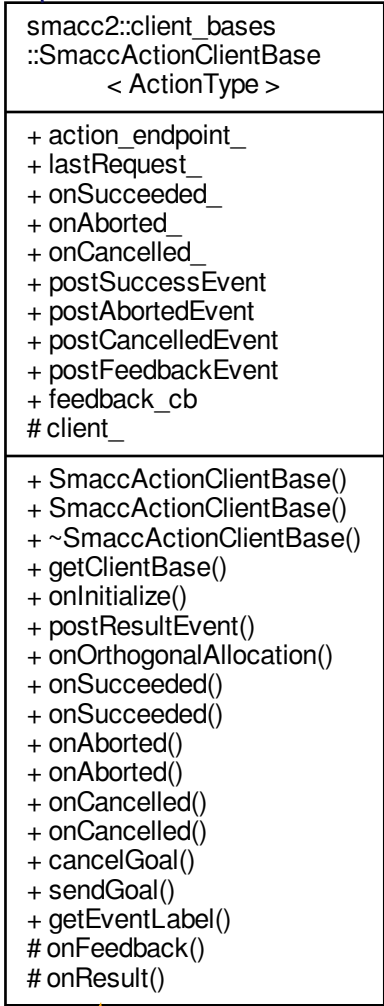 smacc2::client_bases
::SmaccActionClientBase
< ActionType >
+ action_endpoint_
+ lastRequest_
+ onSucceeded_
+ onAborted_
+ onCancelled_
+ postSuccessEvent
+ postAbortedEvent
+ postCancelledEvent
+ postFeedbackEvent
+ feedback_cb
# client_
+ SmaccActionClientBase()
+ SmaccActionClientBase()
+ ~SmaccActionClientBase()
+ getClientBase()
+ onInitialize()
+ postResultEvent()
+ onOrthogonalAllocation()
+ onSucceeded()
+ onSucceeded()
+ onAborted()
+ onAborted()
+ onCancelled()
+ onCancelled()
+ cancelGoal()
+ sendGoal()
+ getEventLabel()
# onFeedback()
# onResult()